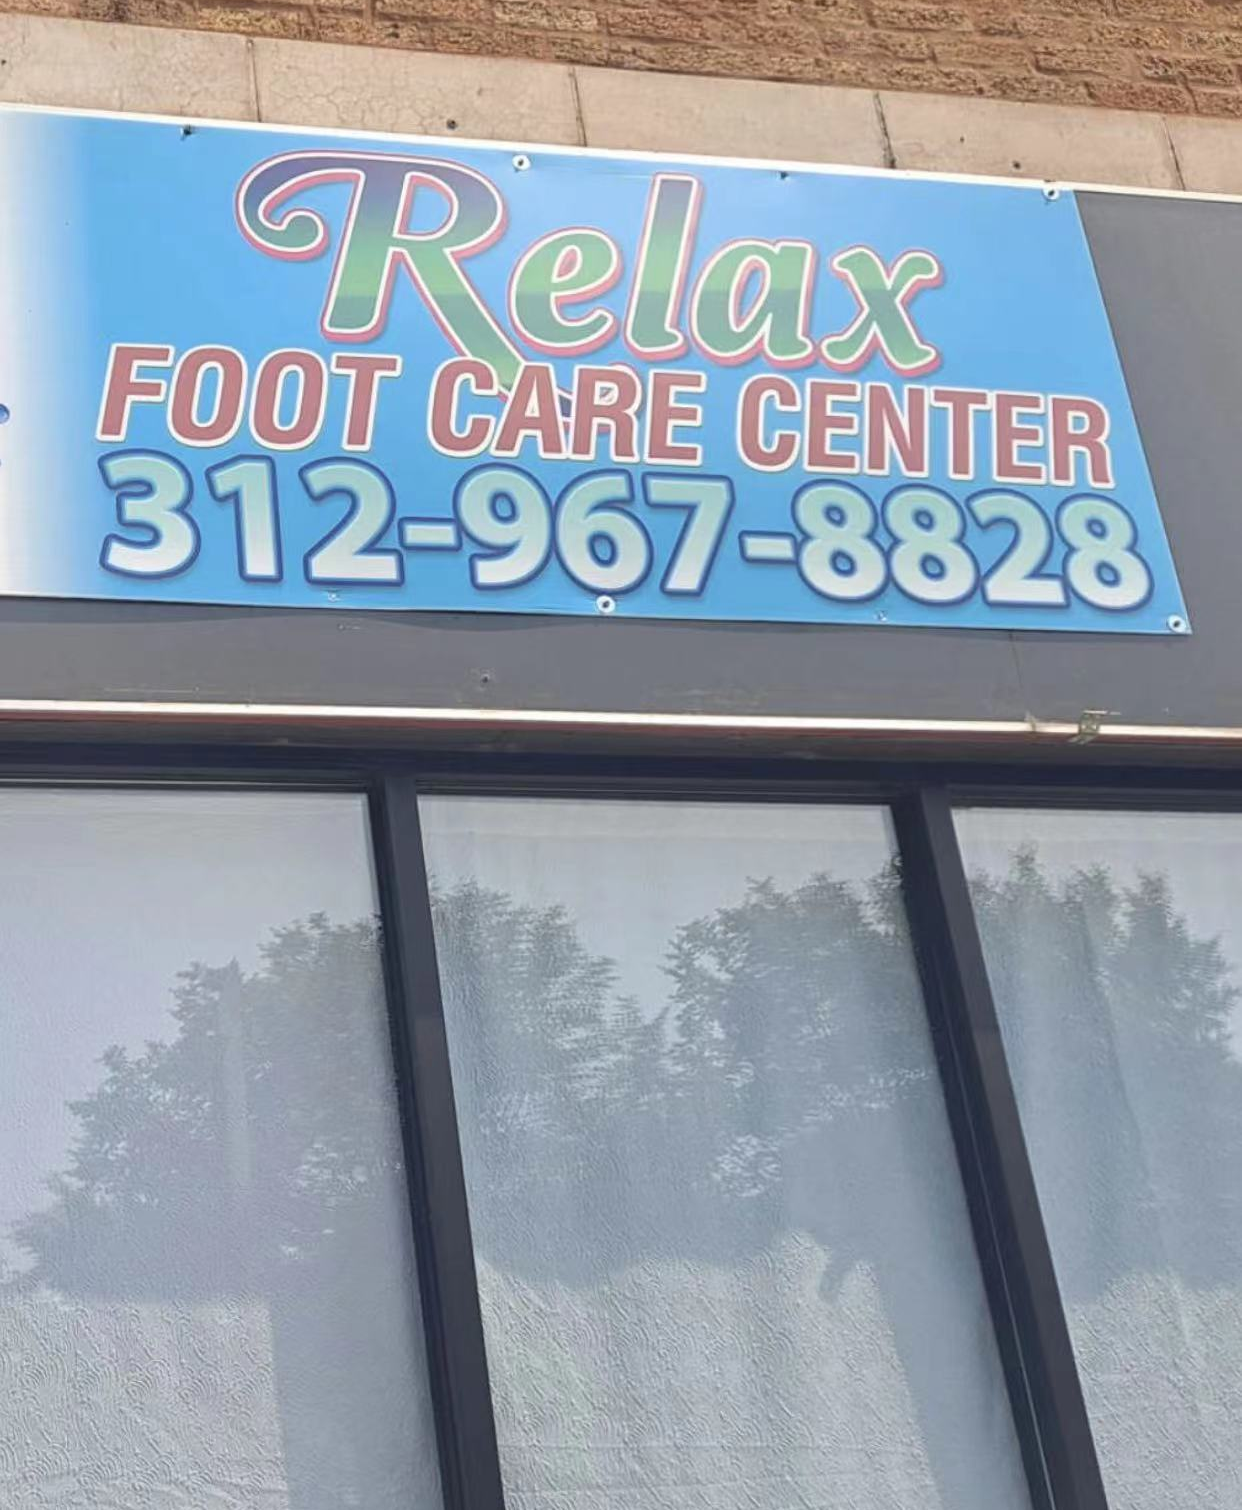 Relax
FOOT CARE CENTER
312-967-8828